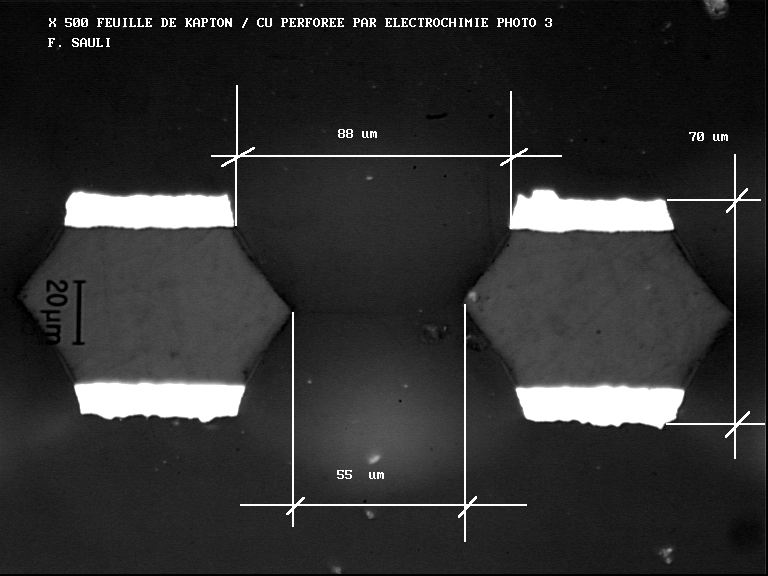 X 500 FEUILLE DE KAPTON / CU PERFOREE PAR ELECTROCHIMIE PHOTO 3
F. SAULI
88 um
70 um
20µm
55 um